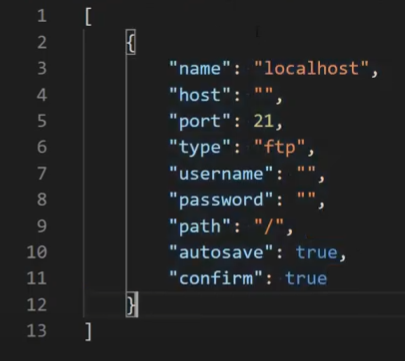 1 [
2 {
3 "name": "localhost",
4 "host": "",
5 "port": 21,
6 "type": "ftp",
7 "username": "",
8 "password": "",
9 "path": "/",
10 "autosave": true,
11 "confirm": true
12 }
13 ]